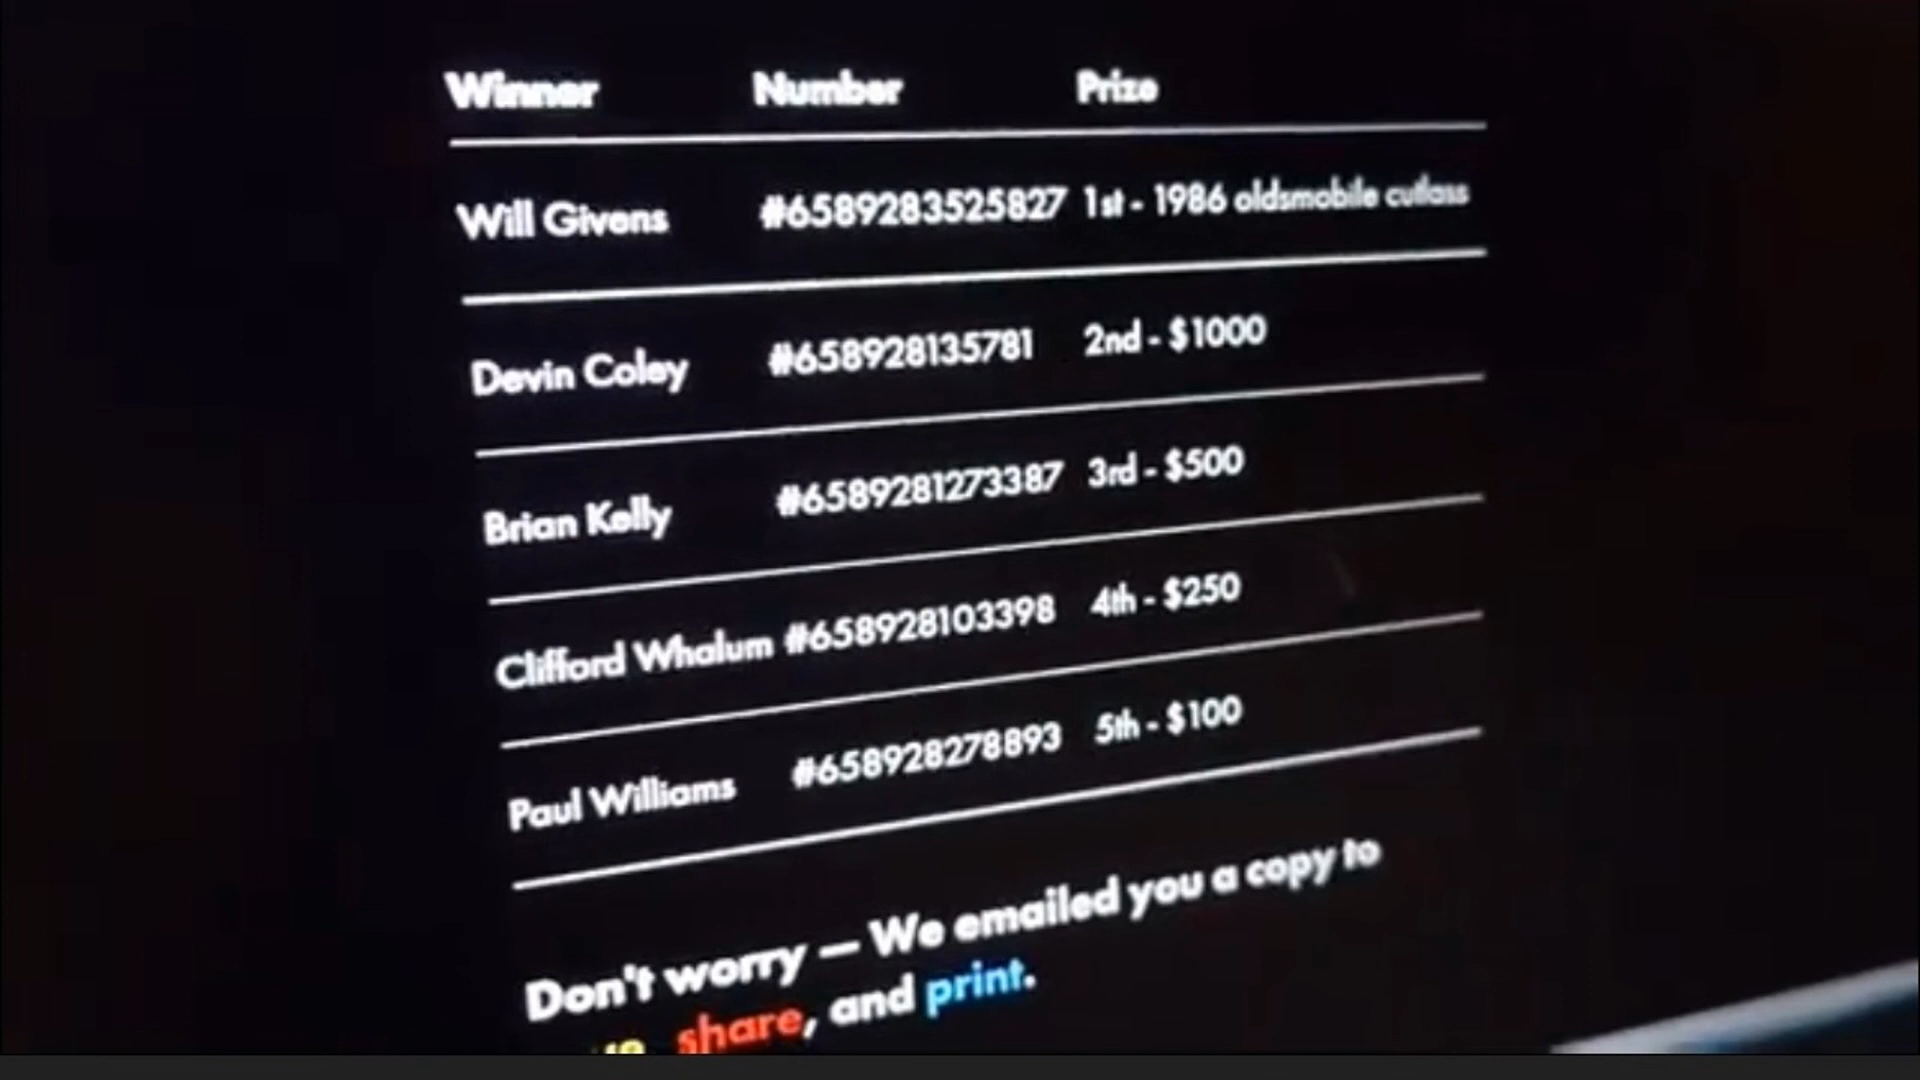 Winner Number Prize
Will Givens #6589283525827 1st - 1986 oldsmobile cutlass
Devin Coley #658928135781 2nd - $1000
Brian Kelly #6589281273387 3rd - $500
Clifford Whalum #658928103398 4th - $250
Paul Williams #658928278893 5th - $100
Don't worry — We emailed you a copy to
share, and print.